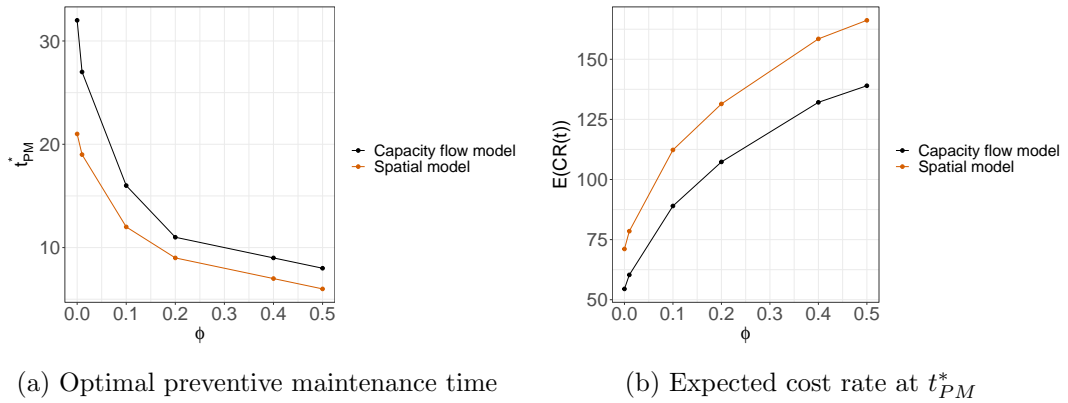 30
20
10
t*PM
0.0 0.1 0.2 0.3 0.4 0.5
ϕ
Capacity flow model
Spatial model
(a) Optimal preventive maintenance time
150
125
100
75
50
E(CR(t))
0.0 0.1 0.2 0.3 0.4 0.5
ϕ
Capacity flow model
Spatial model
(b) Expected cost rate at t*PM